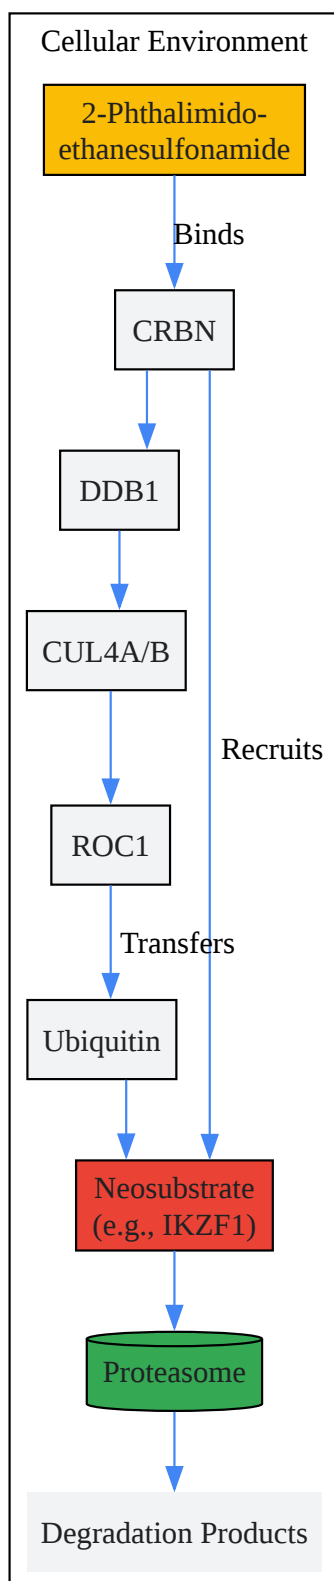 Cellular Environment
2-Phthalimido-
ethanesulfonamide
Binds
CRBN
DDB1
CUL4A/B
Recruits
ROC1
Transfers
Ubiquitin
Neosubstrate
(e.g., IKZF1)
Proteasome
Degradation Products